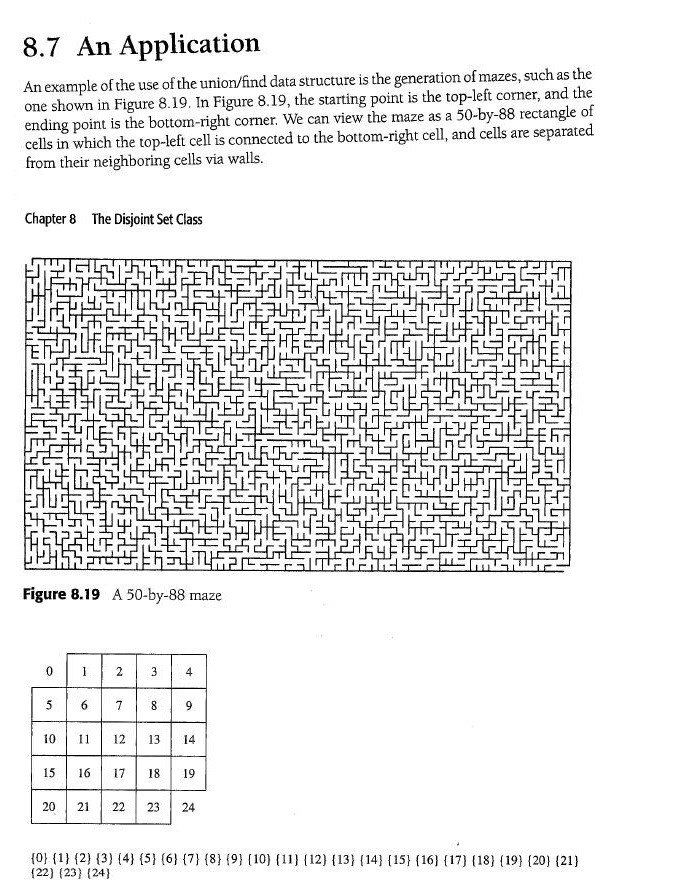 8.7 An Application
An example of the use of the union/find data structure is the generation of mazes, such as the
one shown in Figure 8.19. In Figure 8.19, the starting point is the top-left corner, and the
ending point is the bottom-right corner. We can view the maze as a 50-by-88 rectangle of
cells in which the top-left cell is connected to the bottom-right cell, and cells are separated
from their neighboring cells via walls.
Chapter 8 The Disjoint Set Class
Figure 8.19 A 50-by-88 maze
0 1 2 3 4
5 6 7 8 9
10 11 12 13 14
15 16 17 18 19
20 21 22 23 24
{0} {1} {2} {3} {4} {5} {6} {7} {8} {9} {10} {11} {12} {13} {14} {15} {16} {17} {18} {19} {20} {21}
{22} {23} {24}